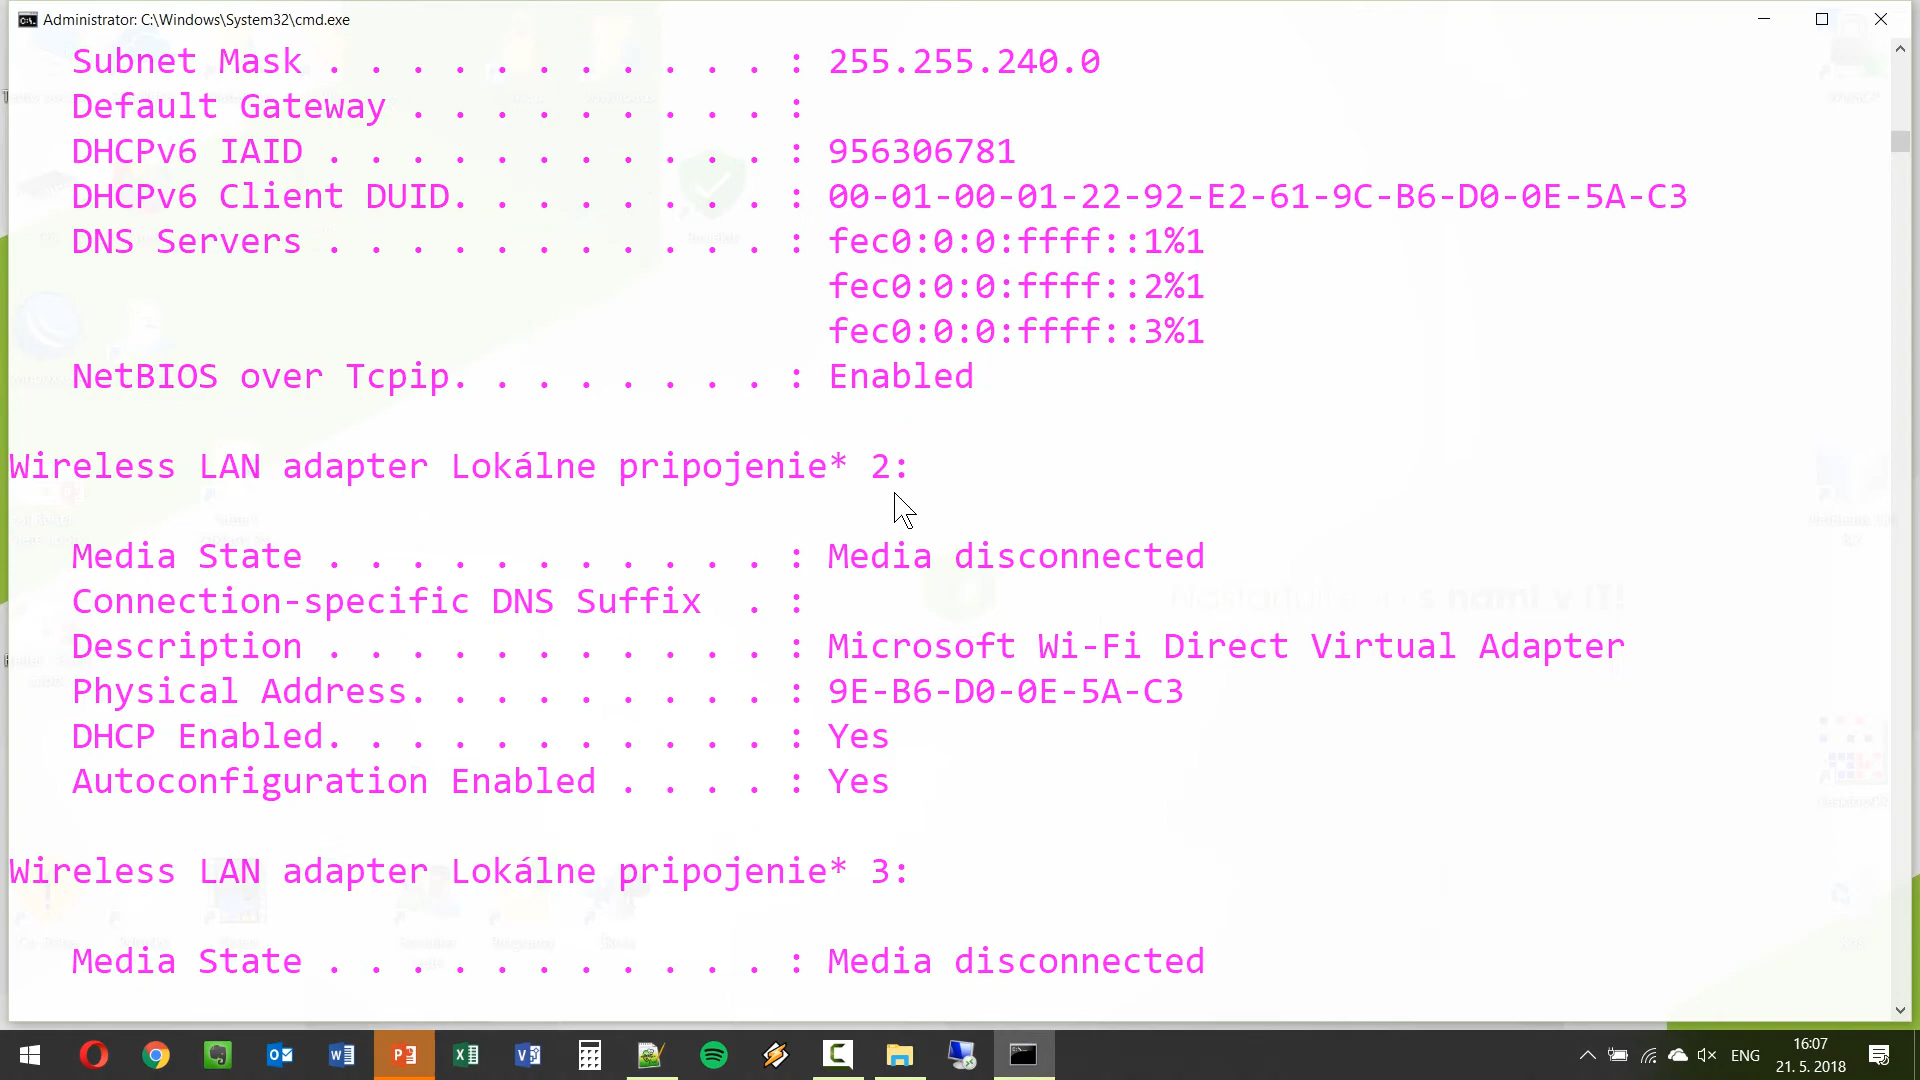 Administrator: C:\Windows\System32\cmd.exe
Subnet Mask . . . . . . . . . . . : 255.255.240.0
Default Gateway . . . . . . . . . :
DHCPv6 IAID . . . . . . . . . . . : 956306781
DHCPv6 Client DUID. . . . . . . . : 00-01-00-01-22-92-E2-61-9C-B6-D0-0E-5A-C3
DNS Servers . . . . . . . . . . . : fec0:0:0:ffff::1%1
fec0:0:0:ffff::2%1
fec0:0:0:ffff::3%1
NetBIOS over Tcpip. . . . . . . . : Enabled
Wireless LAN adapter Lokálne pripojenie* 2:
Media State . . . . . . . . . . . : Media disconnected
Connection-specific DNS Suffix . :
Description . . . . . . . . . . . : Microsoft Wi-Fi Direct Virtual Adapter
Physical Address. . . . . . . . . : 9E-B6-D0-0E-5A-C3
DHCP Enabled. . . . . . . . . . . : Yes
Autoconfiguration Enabled . . . . : Yes
Wireless LAN adapter Lokálne pripojenie* 3:
Media State . . . . . . . . . . . : Media disconnected
s nami v IT!
ENG
16:07
21. 5. 2018